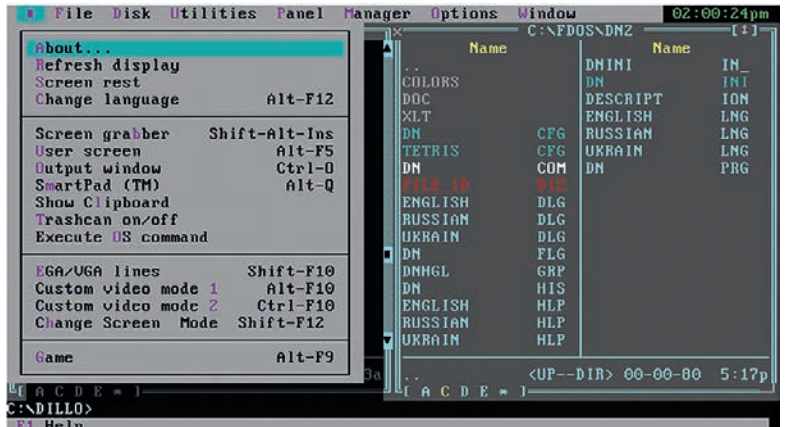 File Disk Utilities Panel Manager Options Window 02:00:24pm
C:\FDOS\DN2 [↕]
About...
Refresh display
Screen rest
Change language Alt-F12
Screen grabber Shift-Alt-Ins
User screen Alt-F5
Output window Ctrl-O
SmartPad (TM) Alt-Q
Show Clipboard
Trashcan on/off
Execute OS command
EGA/VGA lines Shift-F10
Custom video mode 1 Alt-F10
Custom video mode 2 Ctrl-F10
Change Screen Mode Shift-F12
Game Alt-F9
Name
..
COLORS
DOC
XLT
DN CFG
TETRIS CFG
DN COM
FILE_ID DIZ
ENGLISH DLG
RUSSIAN DLG
UKRAIN DLG
DN FLG
DNHGL GRP
DN HIS
ENGLISH HLP
RUSSIAN HLP
UKRAIN HLP
Name
DNINI IN_
DN INI
DESCRIPT ION
ENGLISH LNG
RUSSIAN LNG
UKRAIN LNG
DN PRG
3a
.. <UP--DIR> 00-00-80 5:17p
[ A C D E * ]
[ A C D E * ]
C:\DILLO>
F1 Help